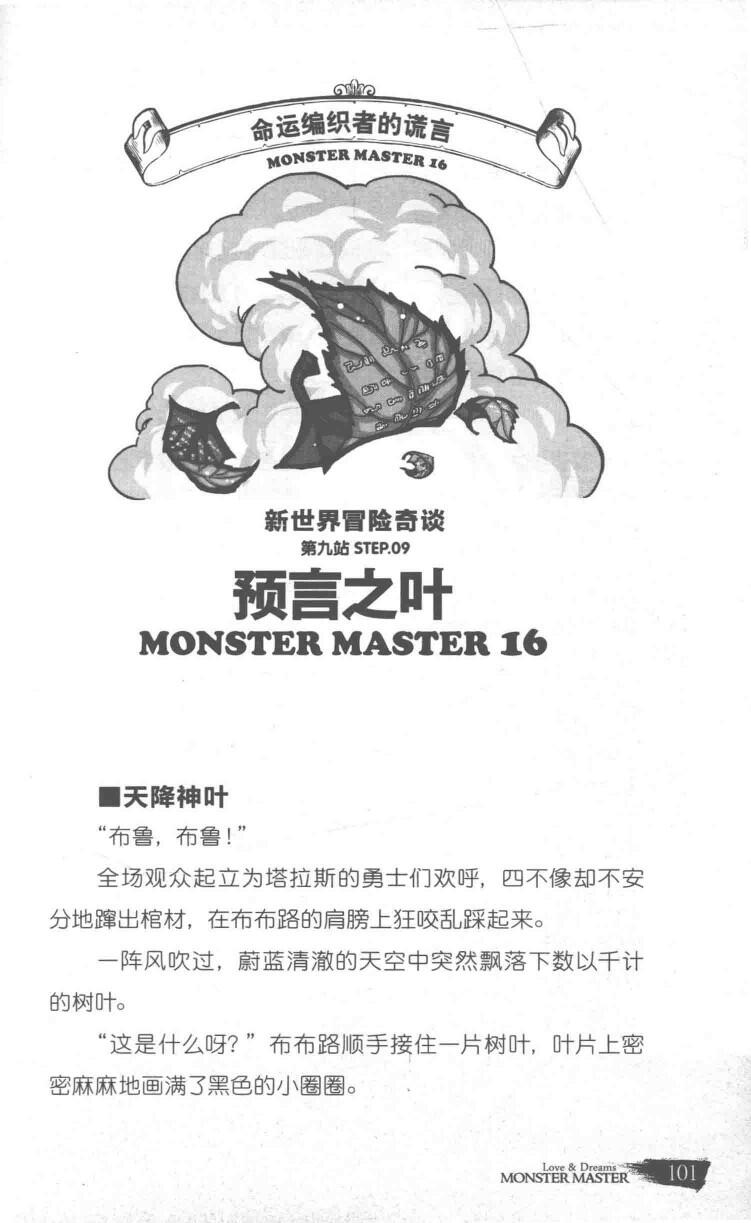 命运编织者的谎言
MONSTER MASTER 16
新世界冒险奇谈
第九站 STEP.09
预言之叶
MONSTER MASTER 16
■天降神叶
“布鲁，布鲁！”
全场观众起立为塔拉斯的勇士们欢呼，四不像却不安
分地蹿出棺材，在布布路的肩膀上狂咬乱踩起来。
一阵风吹过，蔚蓝清澈的天空中突然飘落下数以千计
的树叶。
“这是什么呀？”布布路顺手接住一片树叶，叶片上密
密麻麻地画满了黑色的小圈圈。
Love & Dreams
MONSTER MASTER 101